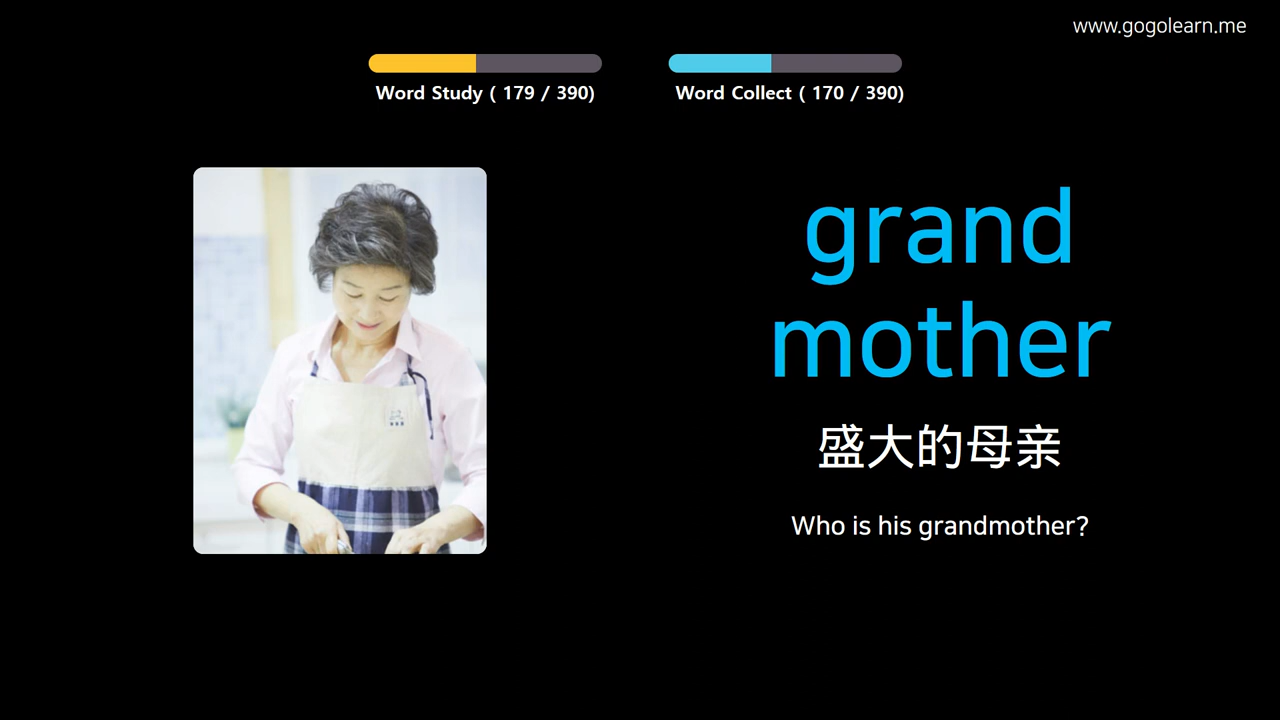 www.gogolearn.me
Word Study ( 179 / 390)
Word Collect ( 170 / 390)
grand
mother
盛大的母亲
Who is his grandmother?